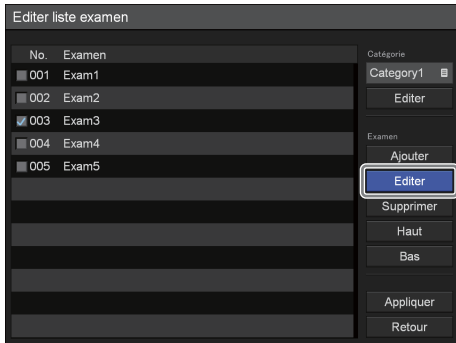 Editer liste examen
No. Examen
001 Exam1
002 Exam2
003 Exam3
004 Exam4
005 Exam5
Catégorie
Category1
Editer
Examen
Ajouter
Editer
Supprimer
Haut
Bas
Appliquer
Retour